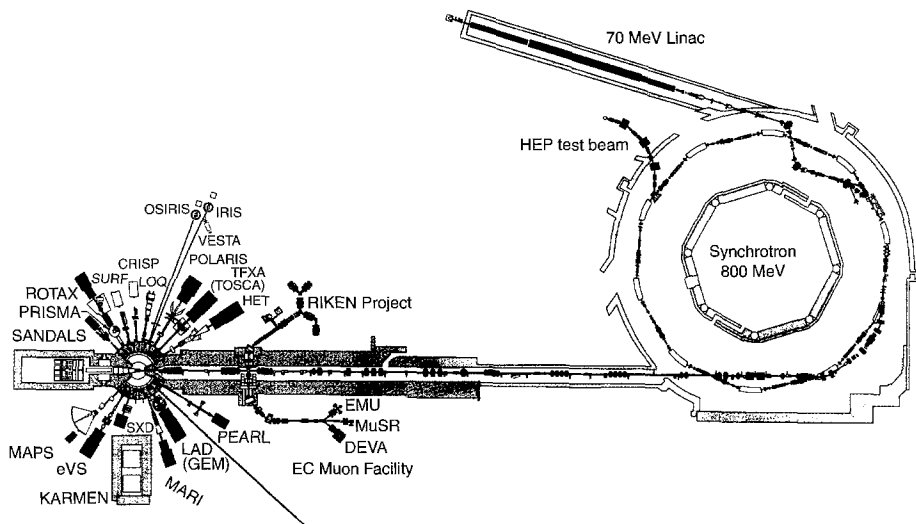 70 MeV Linac
HEP test beam
Synchrotron
800 MeV
OSIRIS
IRIS
VESTA
CRISP
POLARIS
SURF
LOQ
TFXA
(TOSCA)
HET
ROTAX
PRISMA
SANDALS
RIKEN Project
EMU
MuSR
DEVA
EC Muon Facility
PEARL
SXD
LAD
(GEM)
MAPS
eVS
MARI
KARMEN